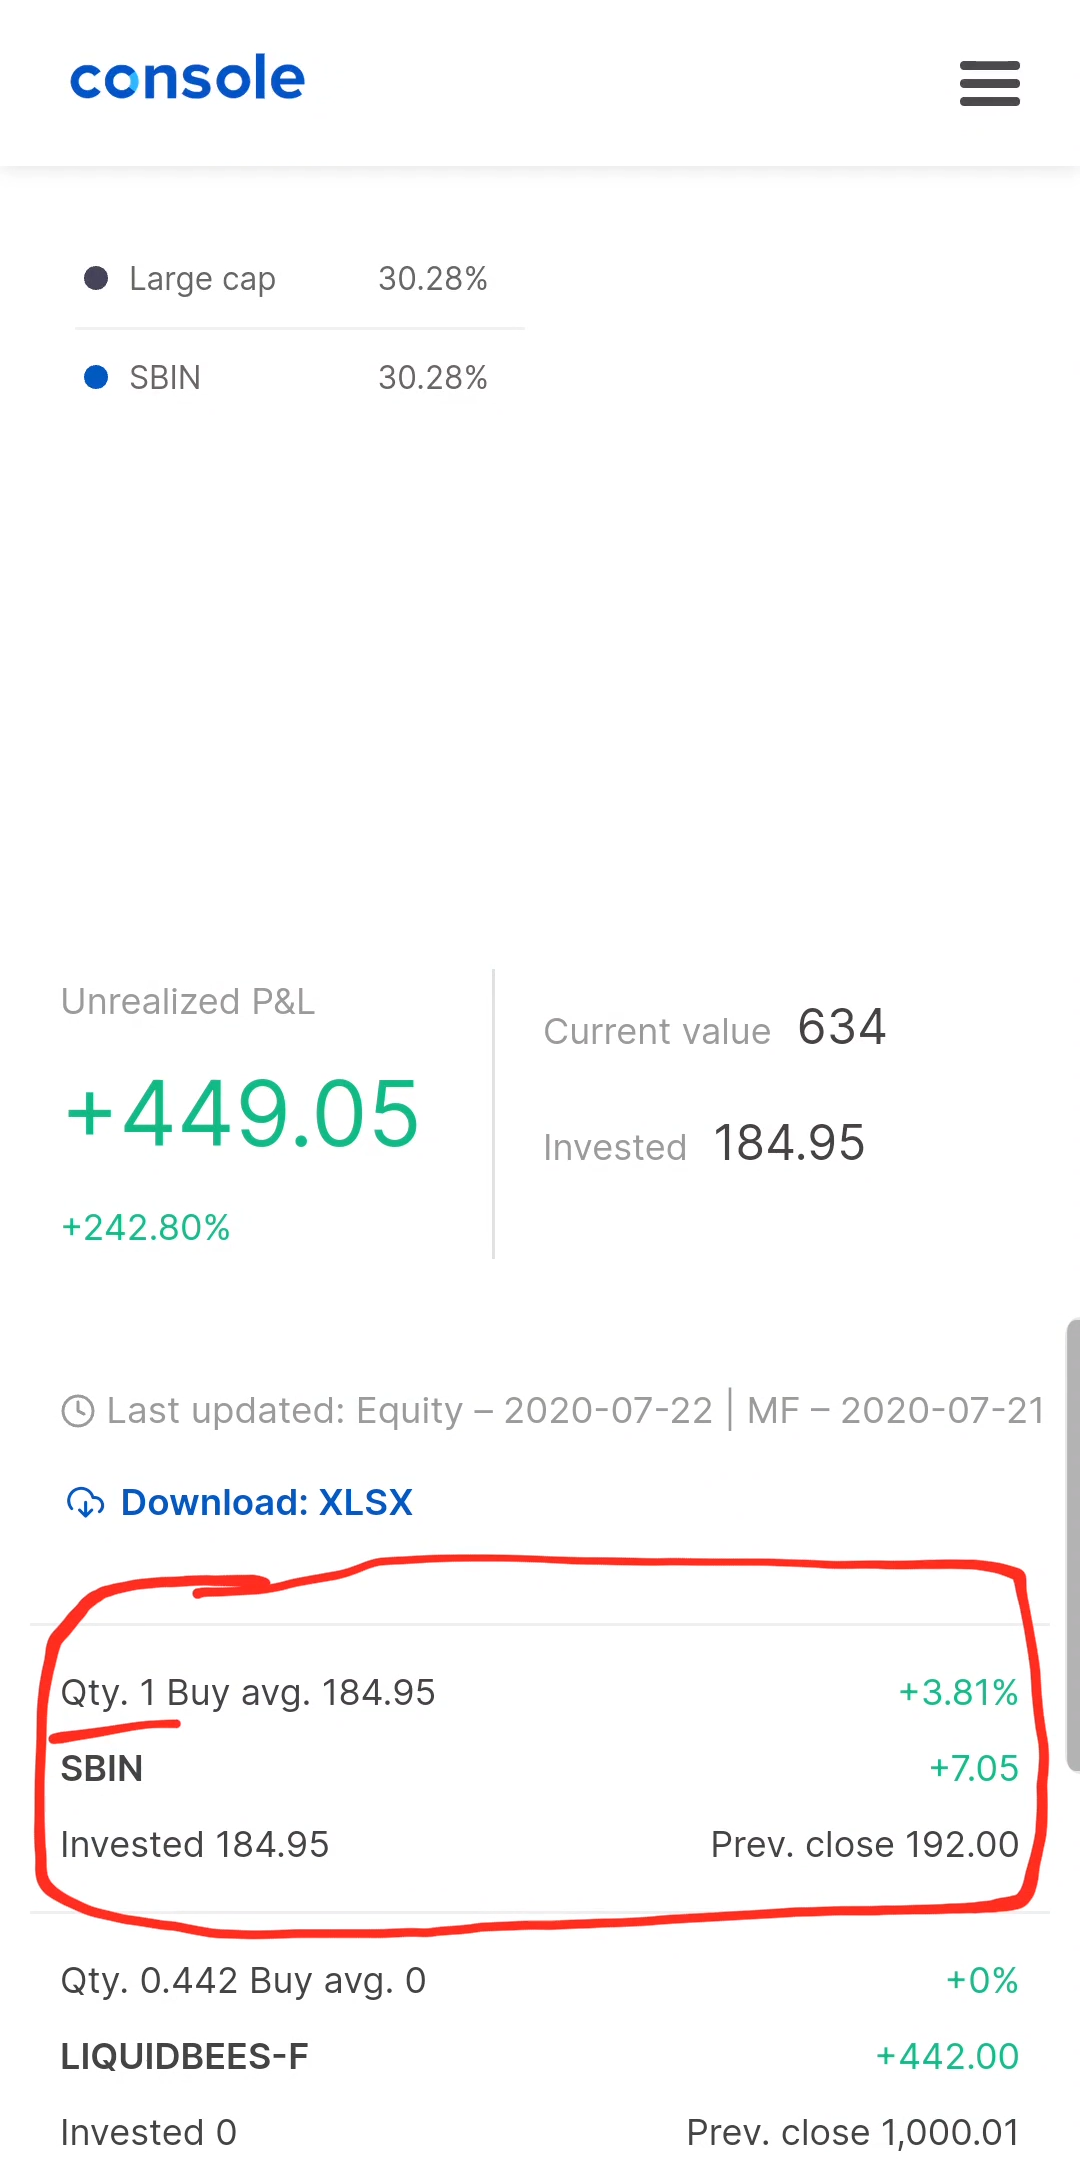 console
Large cap 30.28%
SBIN 30.28%
Unrealized P&L
+449.05
+242.80%
Current value 634
Invested 184.95
Last updated: Equity – 2020-07-22 | MF – 2020-07-21
Download: XLSX
Qty. 1 Buy avg. 184.95 +3.81%
SBIN +7.05
Invested 184.95 Prev. close 192.00
Qty. 0.442 Buy avg. 0 +0%
LIQUIDBEES-F +442.00
Invested 0 Prev. close 1,000.01